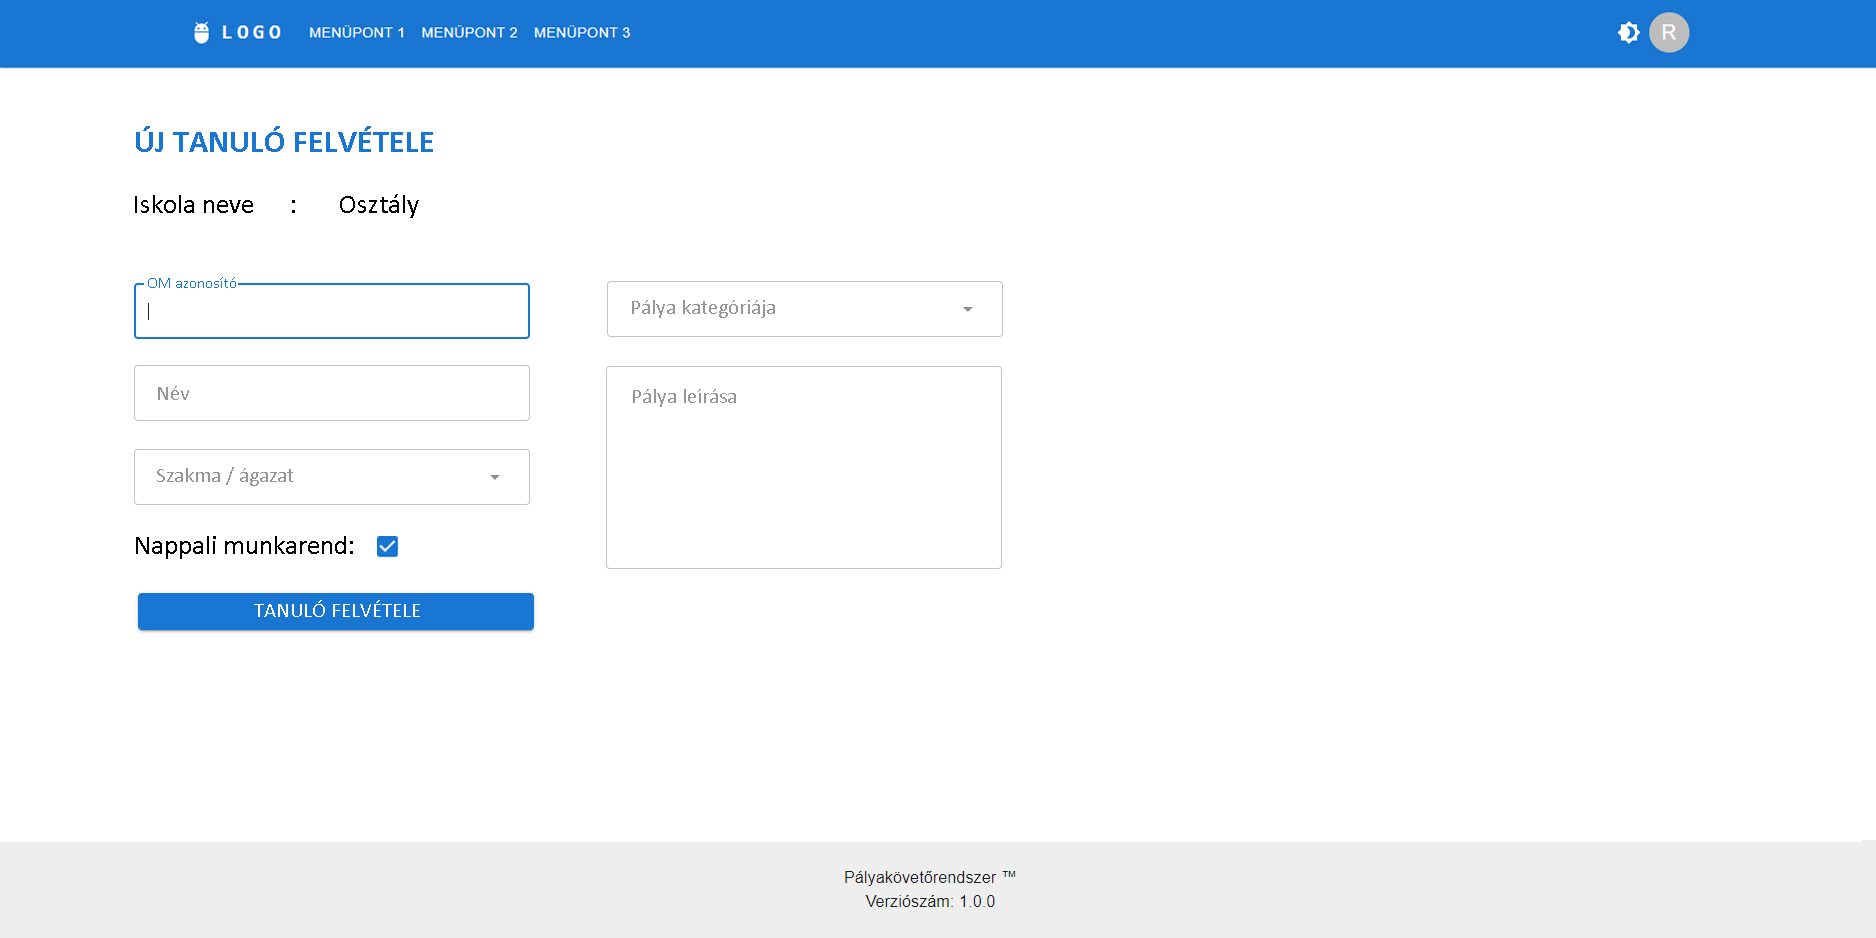 LOGO MENÜPONT 1 MENÜPONT 2 MENÜPONT 3 R
ÚJ TANULÓ FELVÉTELE
Iskola neve : Osztály
OM azonosító
Név
Szakma / ágazat
Nappali munkarend:
TANULÓ FELVÉTELE
Pálya kategóriája
Pálya leírása
Pályakövetőrendszer ™
Verziószám: 1.0.0